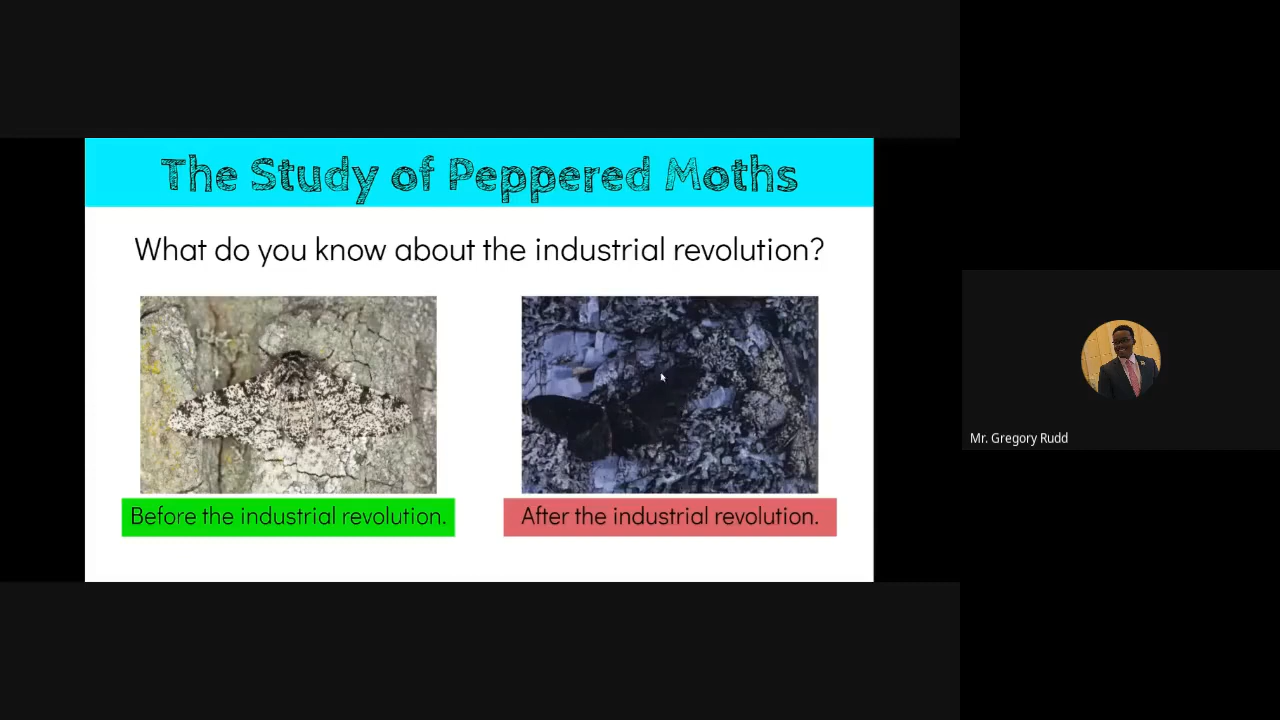 The Study of Peppered Moths
What do you know about the industrial revolution?
Before the industrial revolution.
After the industrial revolution.
Mr. Gregory Rudd